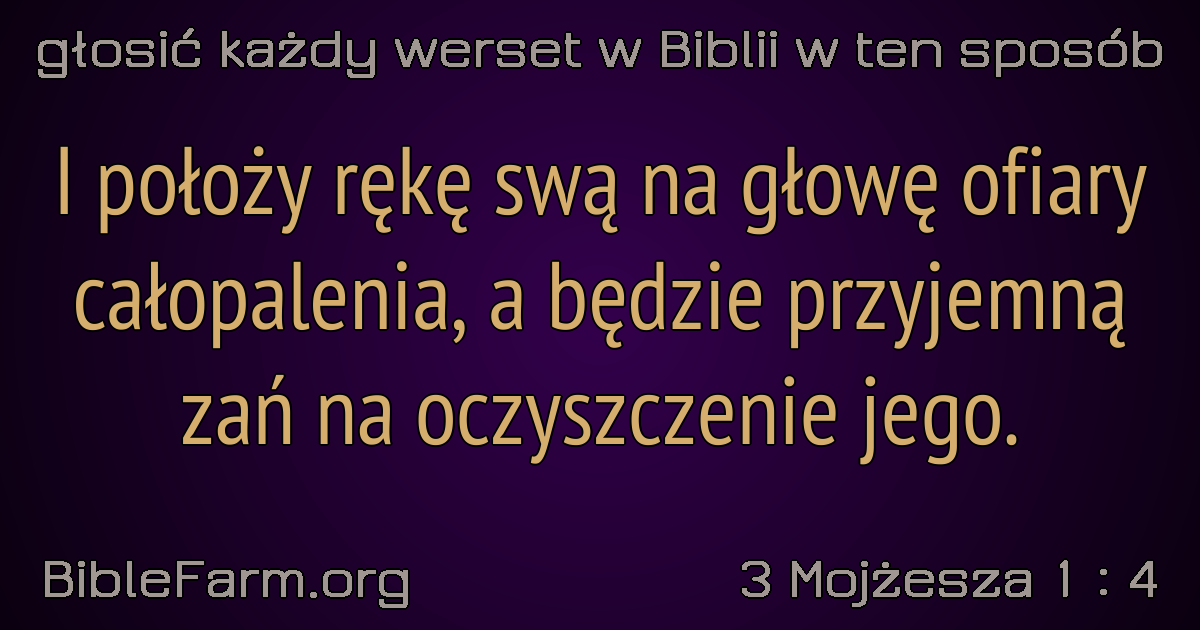 głosić każdy werset w Biblii w ten sposób
I położy rękę swą na głowę ofiary
całopalenia, a będzie przyjemną
zań na oczyszczenie jego.
BibleFarm.org
3 Mojżesza 1 : 4